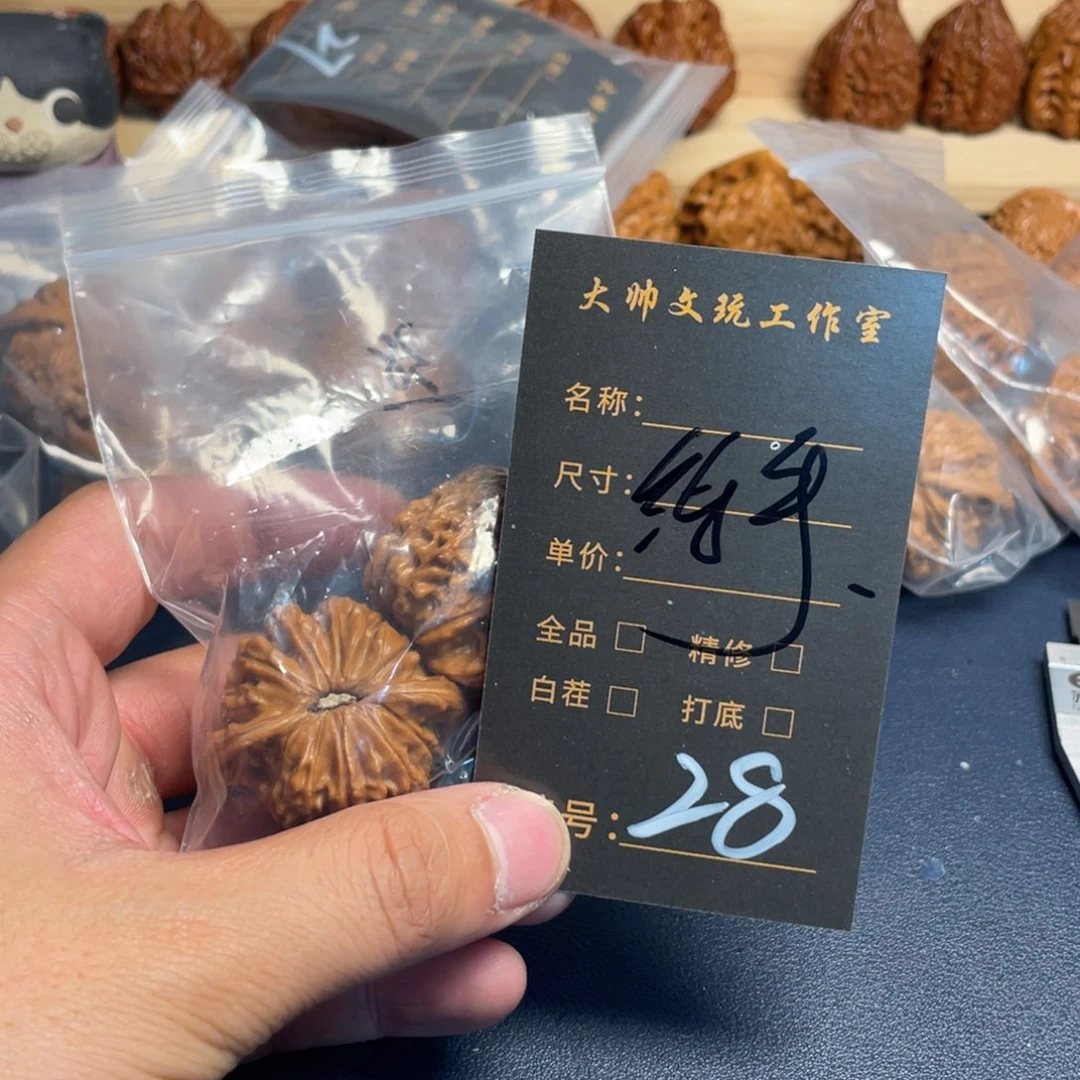 大帅文玩工作室
名称：
尺寸：
单价：
全品 □ 精修 □
白茬 □ 打底 □
号：28